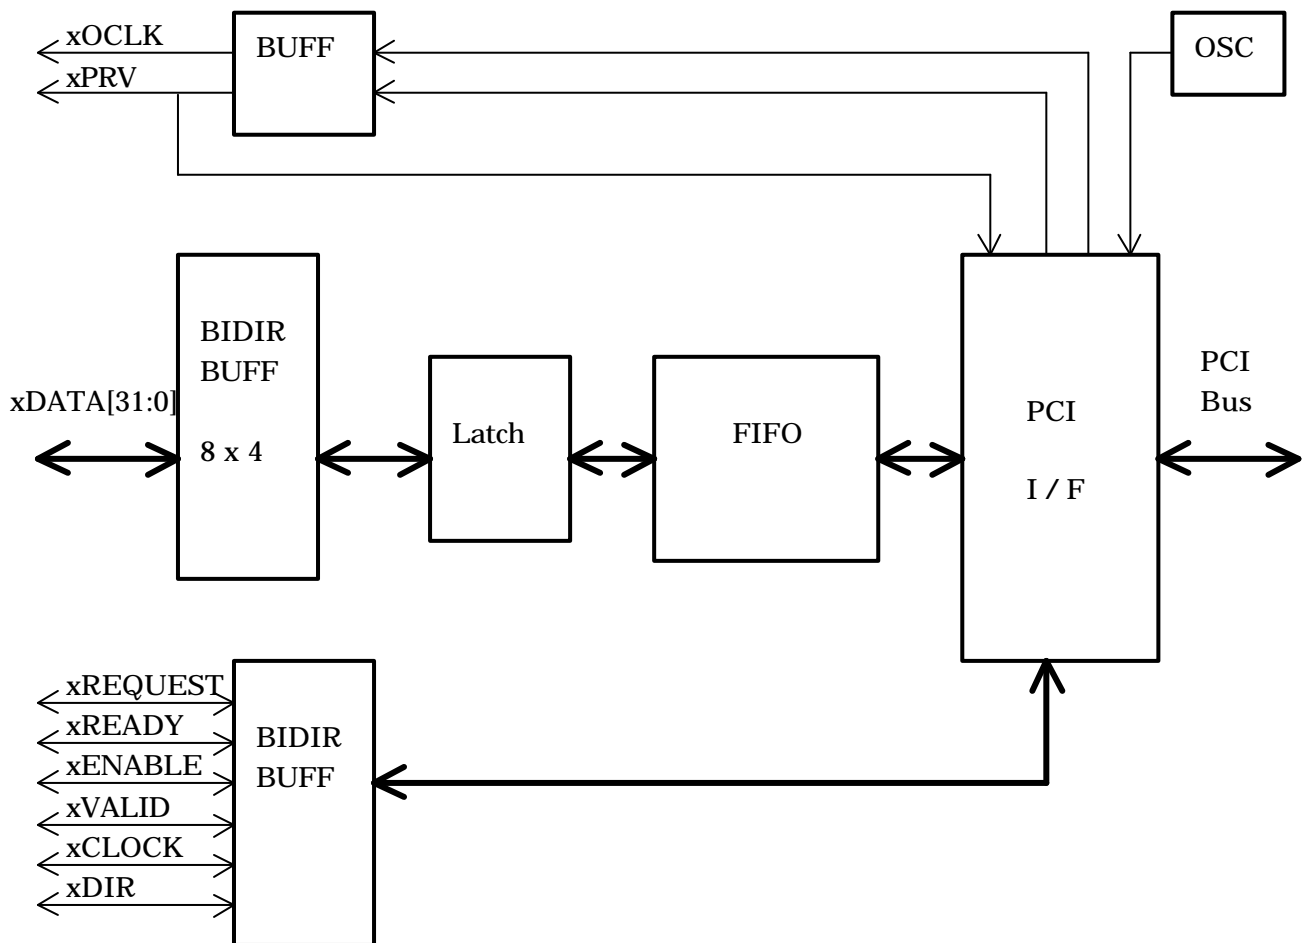 xOCLK
xPRV
BUFF
OSC
BIDIR
BUFF
8 x 4
xDATA[31:0]
Latch
FIFO
PCI
I / F
PCI
Bus
xREQUEST
xREADY
xENABLE
xVALID
xCLOCK
xDIR
BIDIR
BUFF